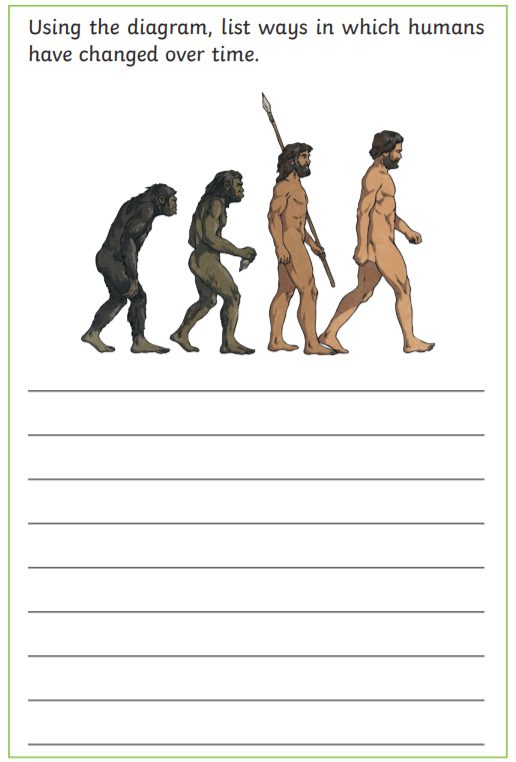 Using the diagram, list ways in which humans
have changed over time.